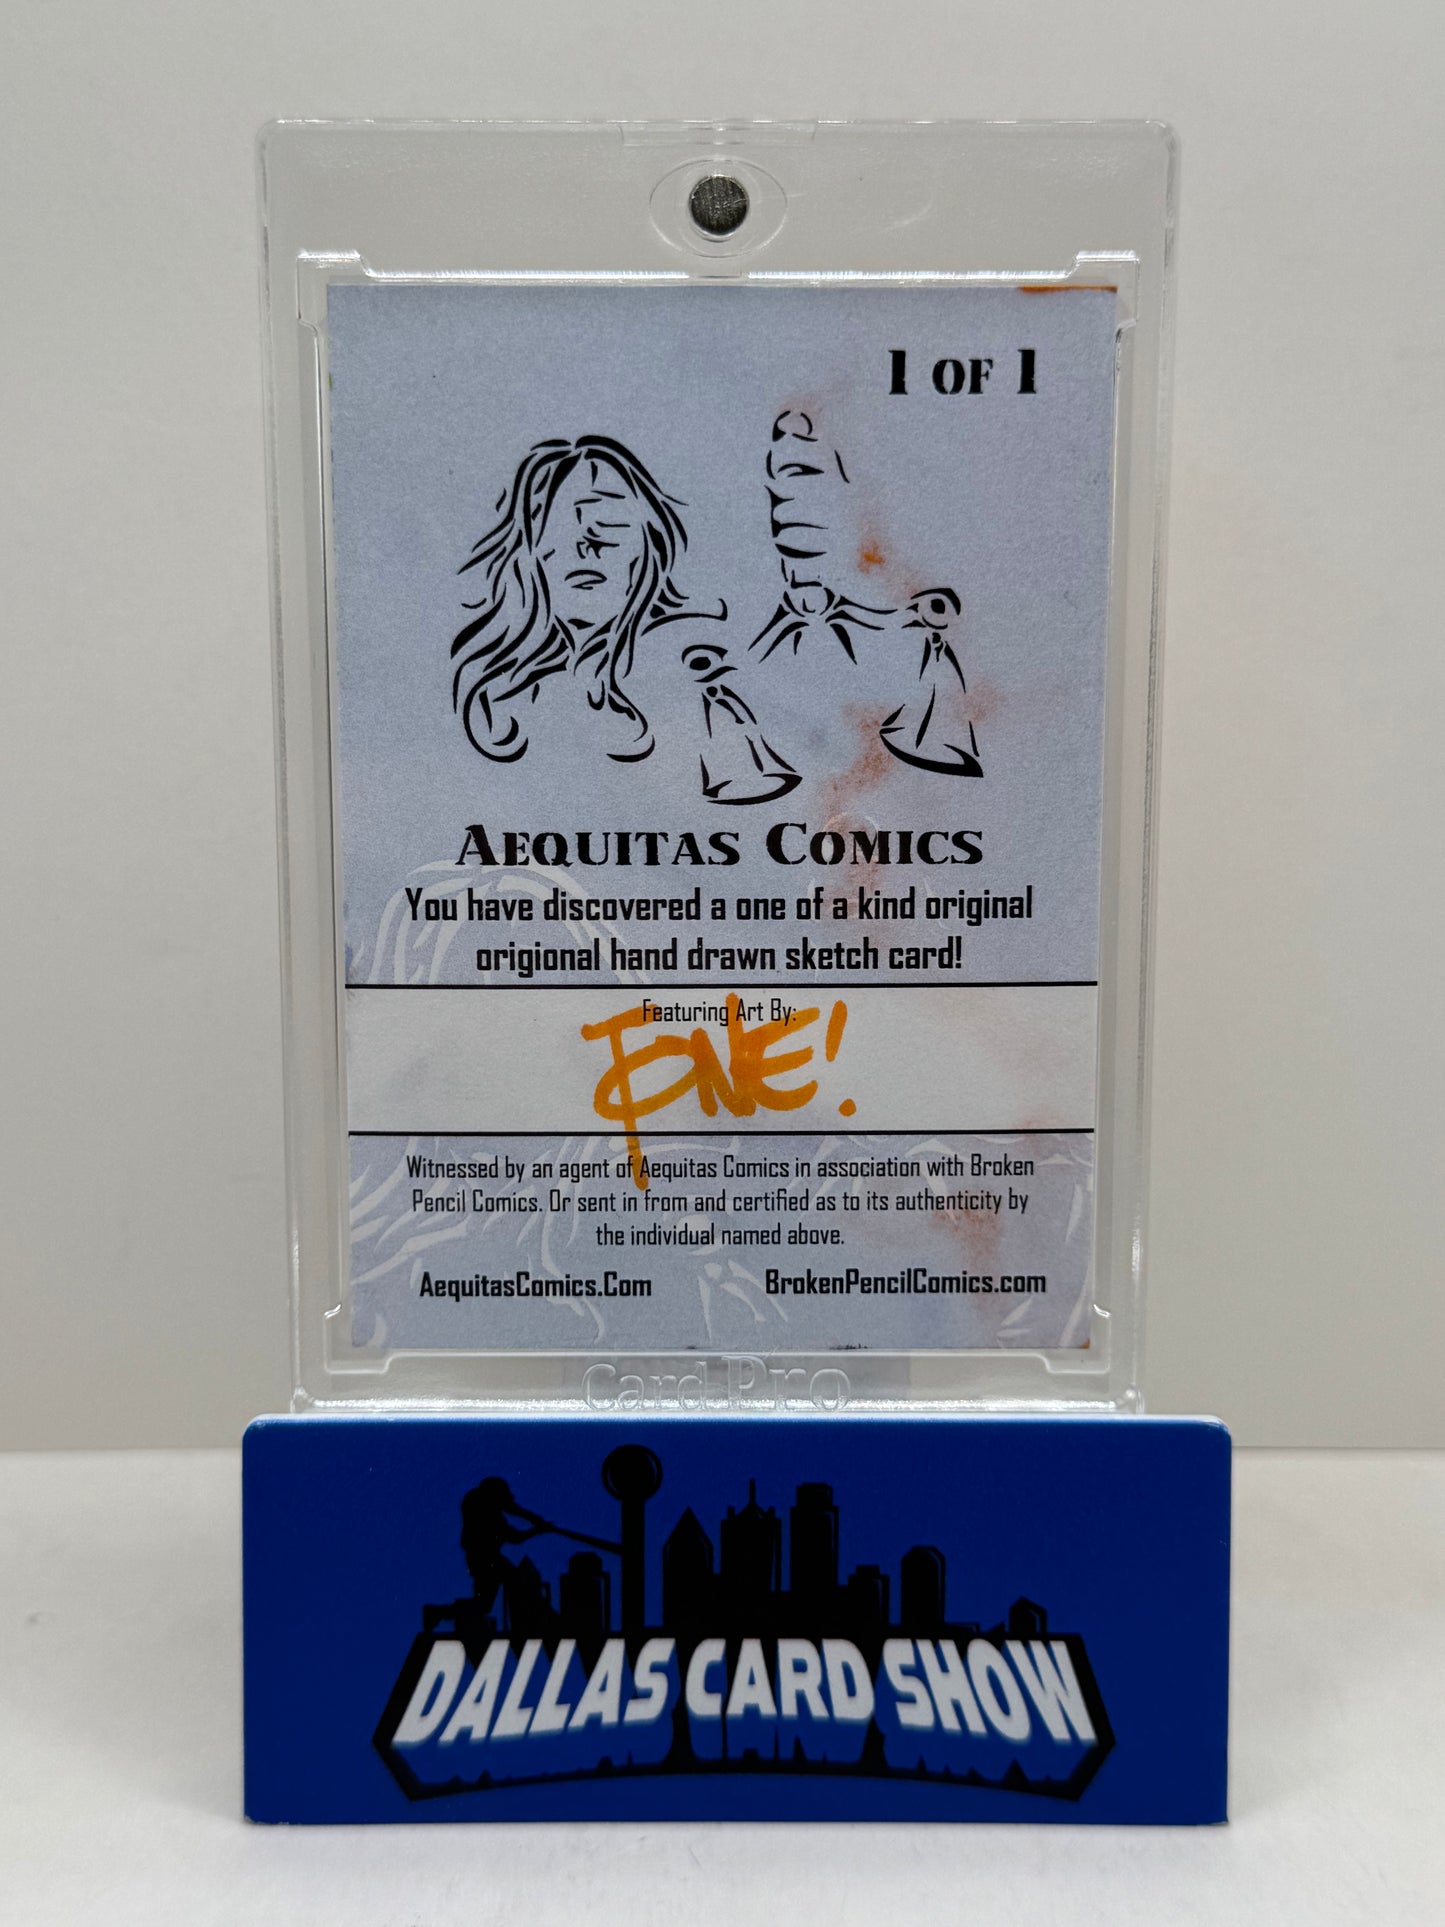 1 OF 1
AEQUITAS COMICS
You have discovered a one of a kind original
origional hand drawn sketch card!
Featuring Art By:
TONE!
Witnessed by an agent of Aequitas Comics in association with Broken
Pencil Comics. Or sent in from and certified as to its authenticity by
the individual named above.
AequitasComics.Com
BrokenPencilComics.com
Card Pro
DALLAS CARD SHOW